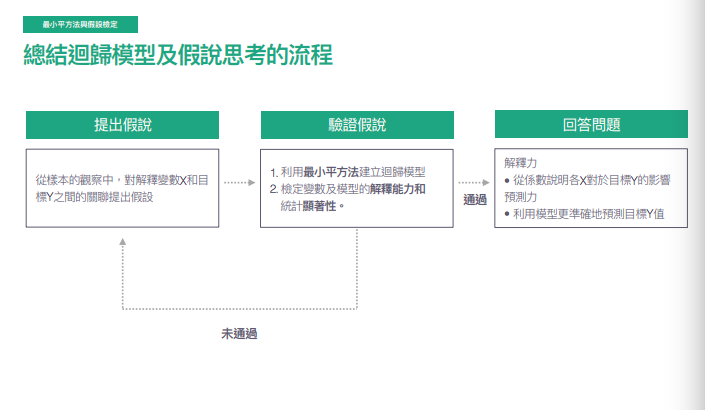 最小平方法與假設檢定
總結迴歸模型及假說思考的流程
提出假說
從樣本的觀察中，對解釋變數X和目
標Y之間的關聯提出假設
驗證假說
1. 利用最小平方法建立迴歸模型
2. 檢定變數及模型的解釋能力和
統計顯著性。
通過
回答問題
解釋力
● 從係數說明各X對於目標Y的影響
預測力
● 利用模型更準確地預測目標Y值
未通過